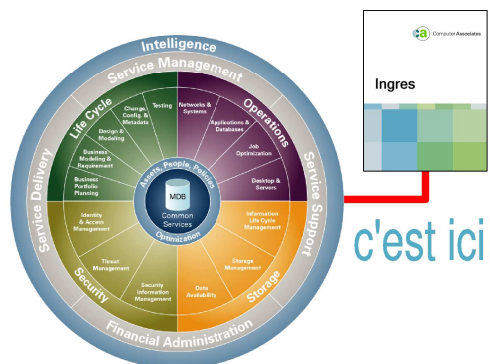 Intelligence
Service Management
Service Delivery
Service Support
Financial Administration
Life Cycle
Testing
Change,
Config. &
Metadata
Design &
Modeling
Business
Modeling &
Requirement
Business
Portfolio
Planning
Operations
Networks &
Systems
Applications &
Databases
Job
Optimization
Desktop &
Servers
Assets, People, Policies
MDB
Common
Services
Optimization
Security
Identity
& Access
Management
Threat
Management
Security
Information
Management
Storage
Information
Life Cycle
Management
Storage
Management
Data
Availability
ca Computer Associates
Ingres
c'est ici